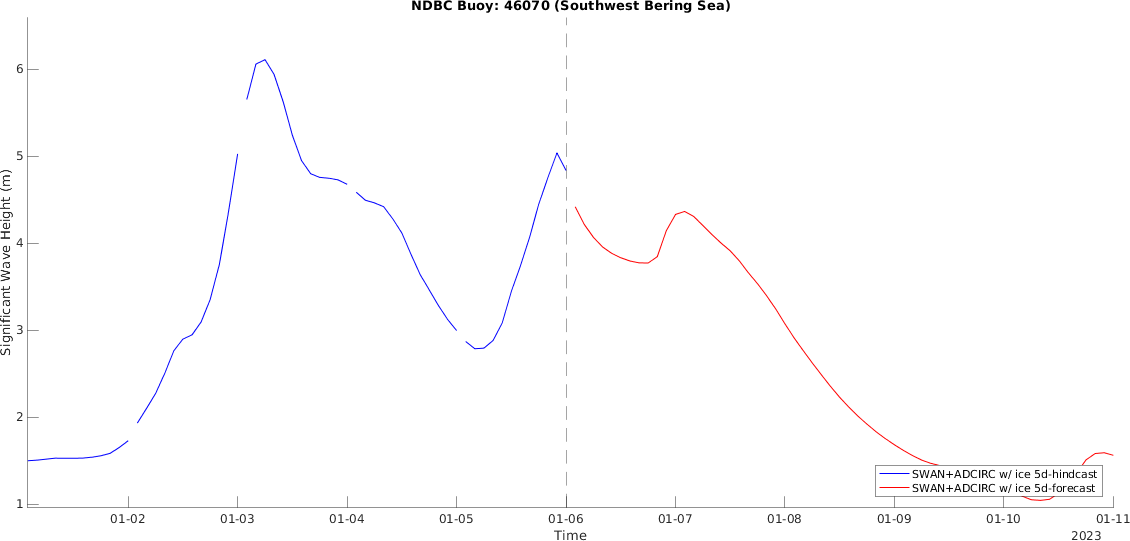 NDBC Buoy: 46070 (Southwest Bering Sea)
Significant Wave Height (m)
6
5
4
3
2
1
01-02 01-03 01-04 01-05 01-06 01-07 01-08 01-09 01-10 01-11
Time
2023
SWAN+ADCIRC w/ ice 5d-hindcast
SWAN+ADCIRC w/ ice 5d-forecast